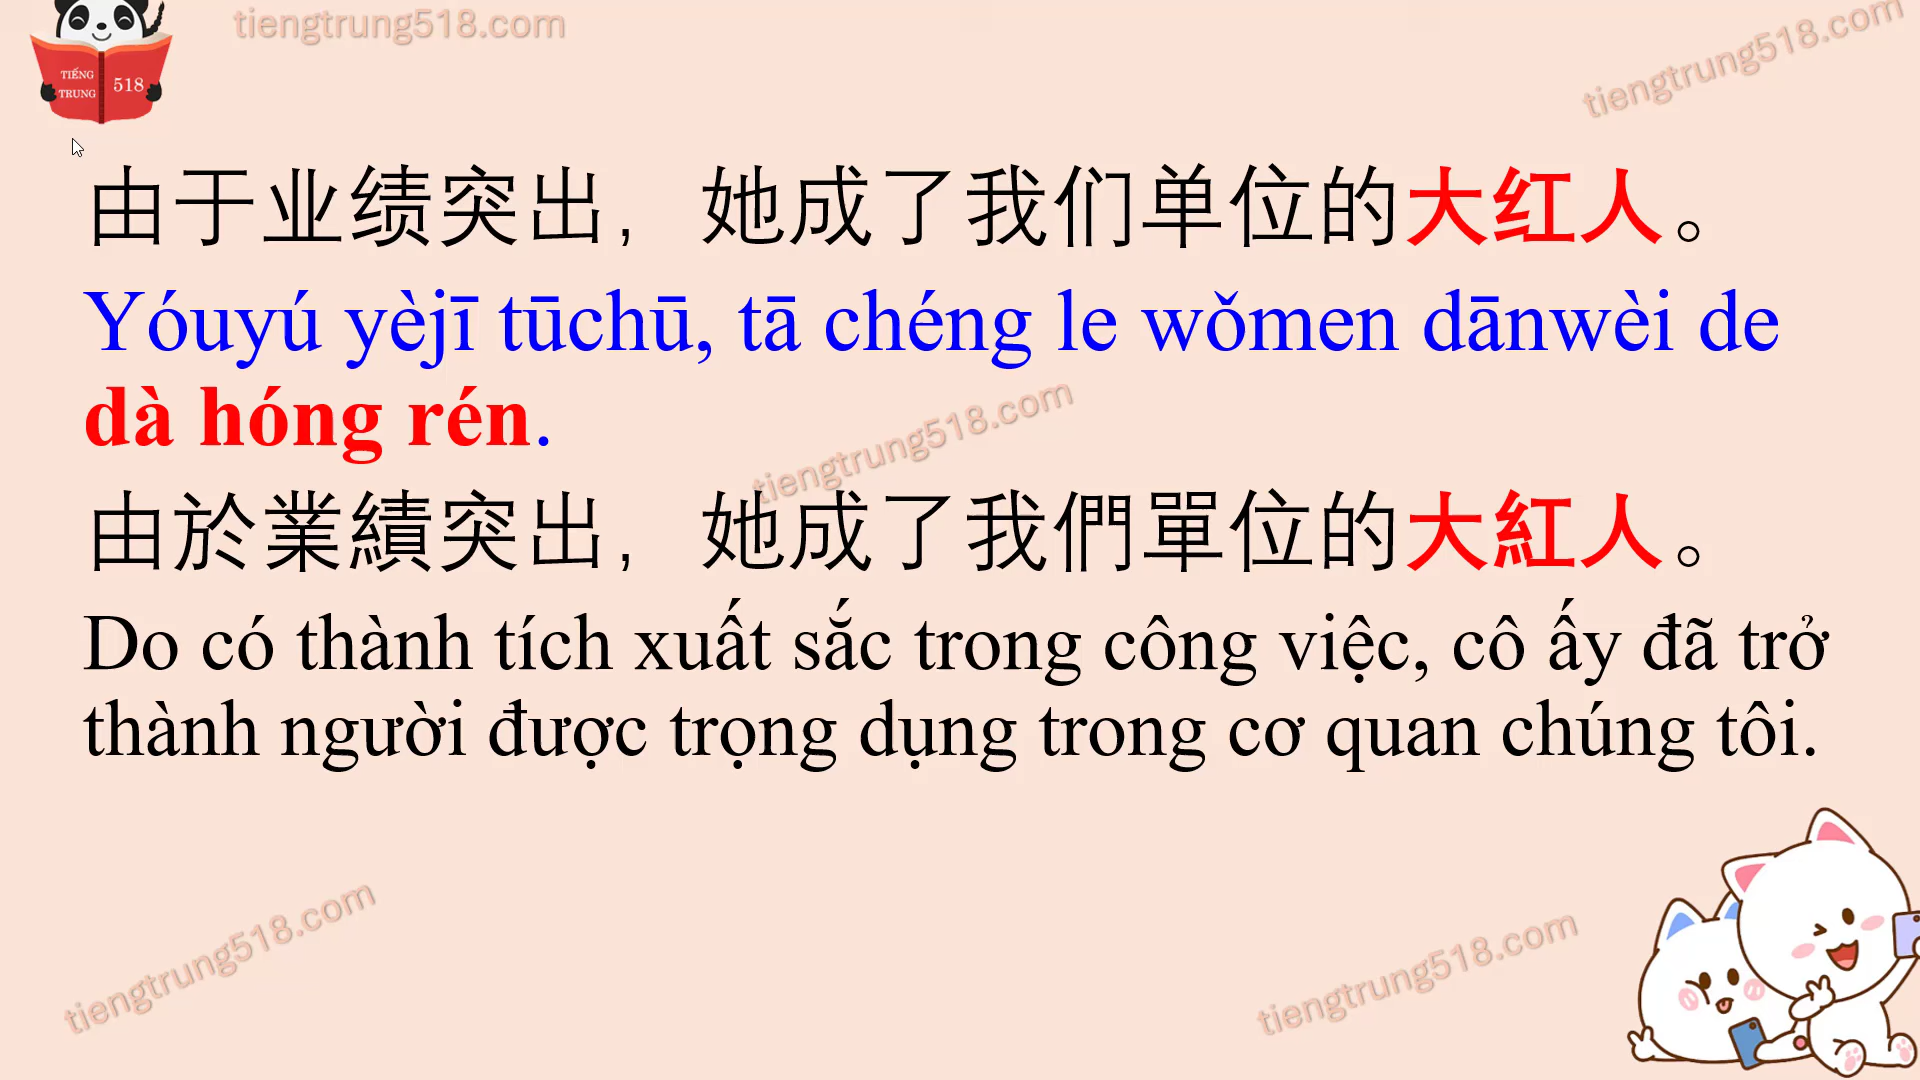 tiengtrung518.com
tiengtrung518.com
TIẾNG
TRUNG
518
由于业绩突出，她成了我们单位的大红人。
Yóuyú yèjī tūchū, tā chéng le wǒmen dānwèi de
dà hóng rén.
tiengtrung518.com
由於業績突出，她成了我們單位的大紅人。
Do có thành tích xuất sắc trong công việc, cô ấy đã trở
thành người được trọng dụng trong cơ quan chúng tôi.
tiengtrung518.com
tiengtrung518.com